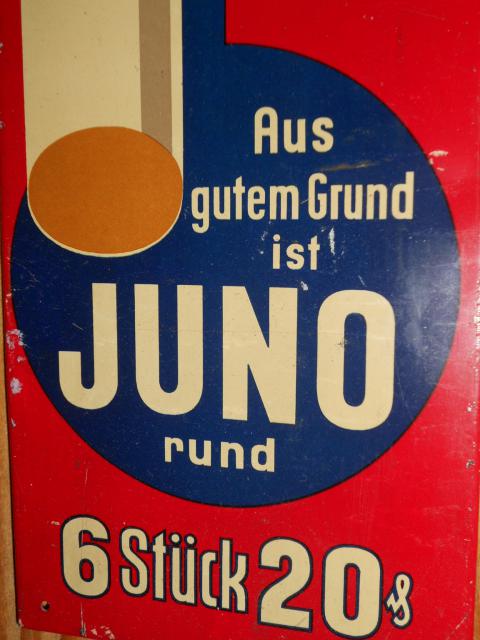 Aus
gutem Grund
ist
JUNO
rund
6 Stück 20₰